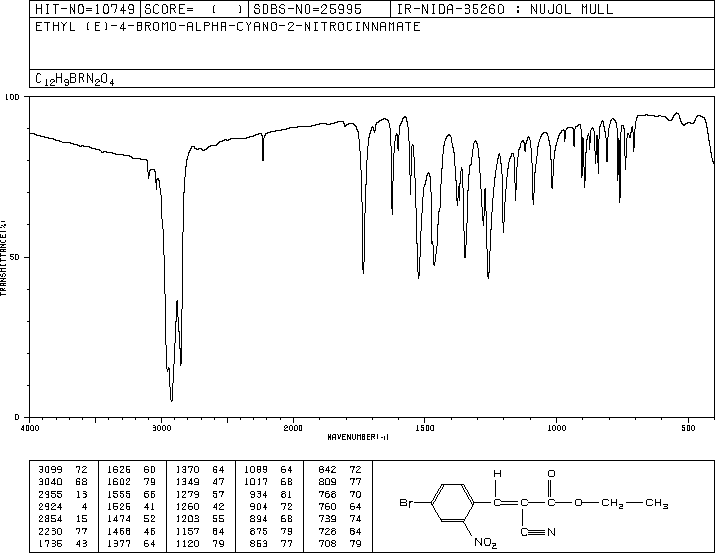 HIT-NO=10749 SCORE= ( ) SDBS-NO=25995 IR-NIDA-35260 : NUJOL MULL
ETHYL (E)-4-BROMO-ALPHA-CYANO-2-NITROCINNAMATE
C12H9BRN2O4
100
TRANSMITTANCE(%)
50
0
4000 3000 2000 1500 1000 500
WAVENUMBER(-1)
3099 72 1626 60 1370 64 1089 64 842 72
3040 68 1602 79 1349 47 1017 68 809 77
2955 13 1555 66 1279 57 934 81 768 70
2924 4 1526 41 1260 42 904 72 760 64
2854 15 1474 52 1203 55 894 68 739 74
2230 77 1468 46 1157 64 875 79 728 64
1736 43 1377 64 1120 79 863 77 708 79
H O
Br C C C O CH2 CH3
NO2 C≡N